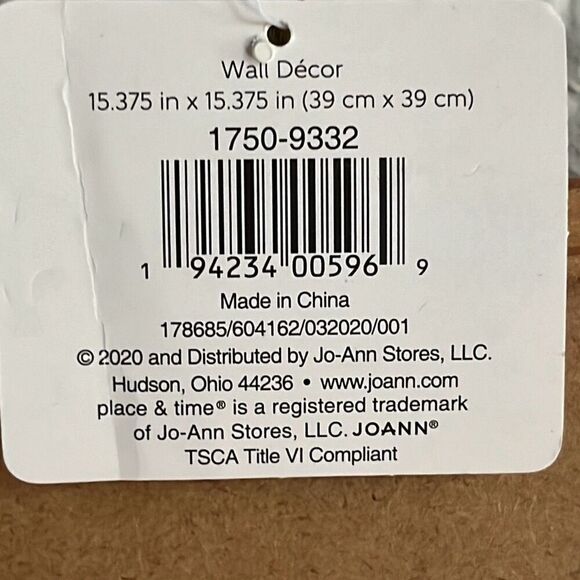 Wall Décor
15.375 in x 15.375 in (39 cm x 39 cm)
1750-9332
1 94234 00596 9
Made in China
178685/604162/032020/001
© 2020 and Distributed by Jo-Ann Stores, LLC.
Hudson, Ohio 44236 • www.joann.com
place & time® is a registered trademark
of Jo-Ann Stores, LLC. JOANN®
TSCA Title VI Compliant